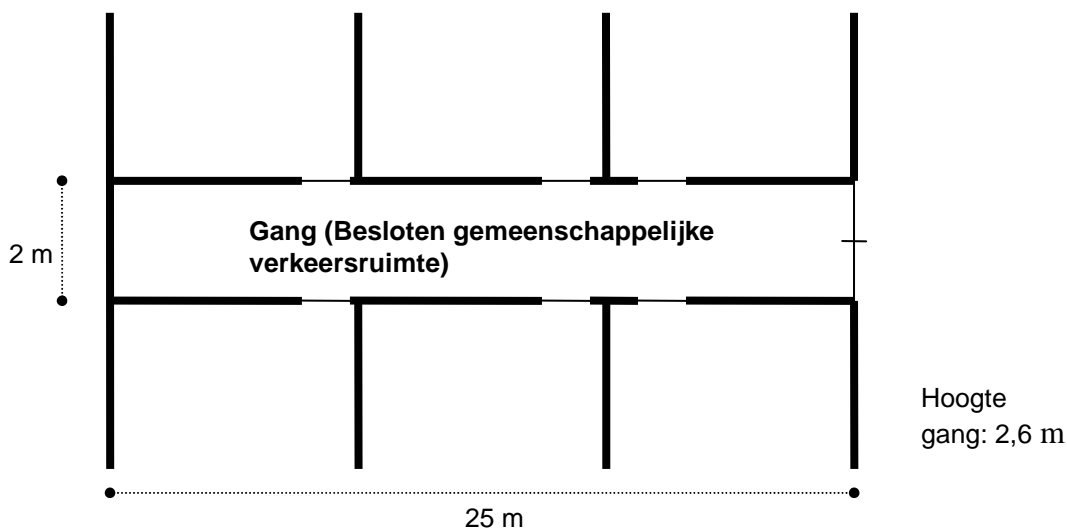 Gang (Besloten gemeenschappelijke
verkeersruimte)
2 m
Hoogte
gang: 2,6 m
25 m